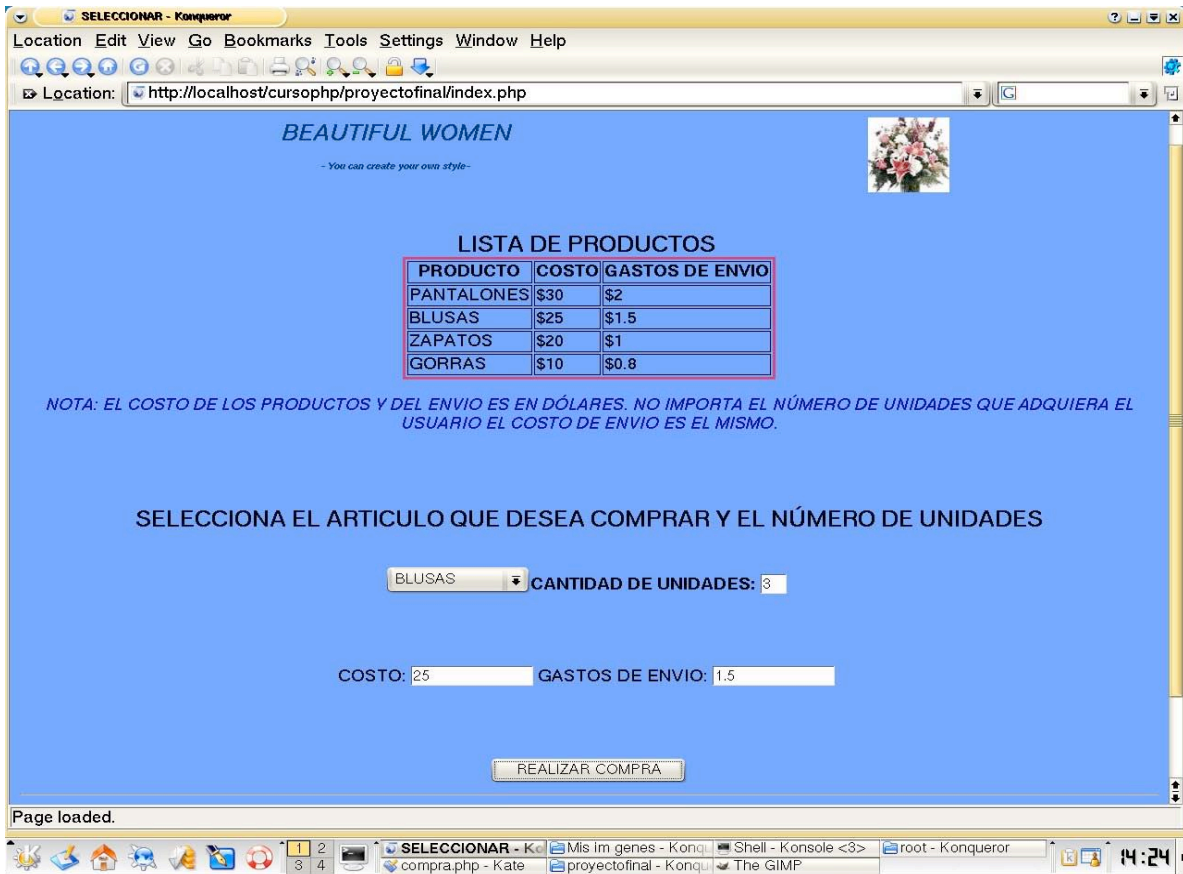 SELECCIONAR - Konqueror
Location Edit View Go Bookmarks Tools Settings Window Help
Location: http://localhost/cursophp/proyectofinal/index.php
BEAUTIFUL WOMEN
- You can create your own style-
LISTA DE PRODUCTOS
PRODUCTO COSTO GASTOS DE ENVIO
PANTALONES $30 $2
BLUSAS $25 $1.5
ZAPATOS $20 $1
GORRAS $10 $0.8
NOTA: EL COSTO DE LOS PRODUCTOS Y DEL ENVIO ES EN DÓLARES. NO IMPORTA EL NÚMERO DE UNIDADES QUE ADQUIERA EL
USUARIO EL COSTO DE ENVIO ES EL MISMO.
SELECCIONA EL ARTICULO QUE DESEA COMPRAR Y EL NÚMERO DE UNIDADES
BLUSAS CANTIDAD DE UNIDADES: 3
COSTO: 25 GASTOS DE ENVIO: 1.5
REALIZAR COMPRA
Page loaded.
1 2 SELECCIONAR - Ko Mis im genes - Konqu Shell - Konsole <3> root - Konqueror
3 4 compra.php - Kate proyectofinal - Konqu The GIMP
14:24